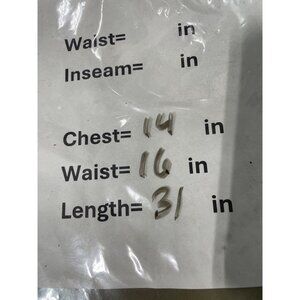 Waist= in
Inseam= in
Chest= 14 in
Waist= 16 in
Length= 31 in